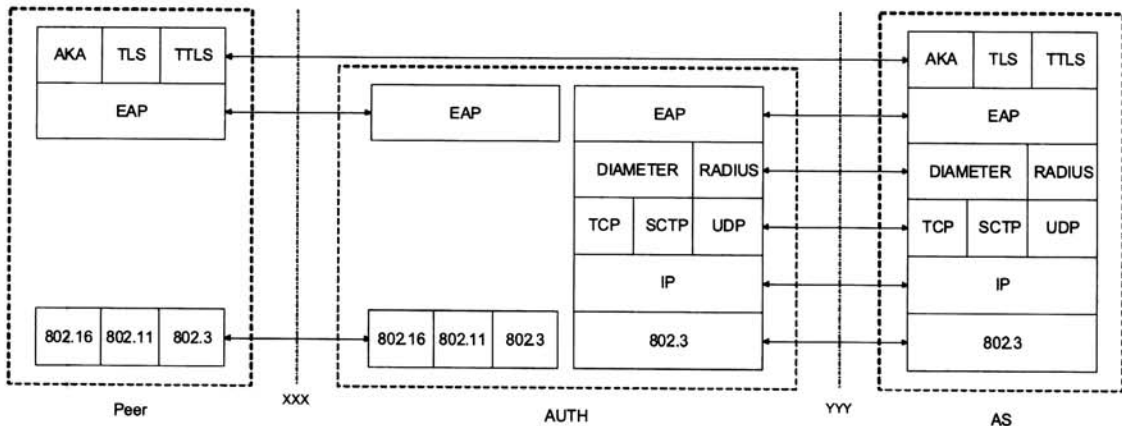 AKA TLS TTLS
EAP
802.16 802.11 802.3
Peer
XXX
EAP
802.16 802.11 802.3
EAP
DIAMETER RADIUS
TCP SCTP UDP
IP
802.3
AUTH
YYY
AKA TLS TTLS
EAP
DIAMETER RADIUS
TCP SCTP UDP
IP
802.3
AS